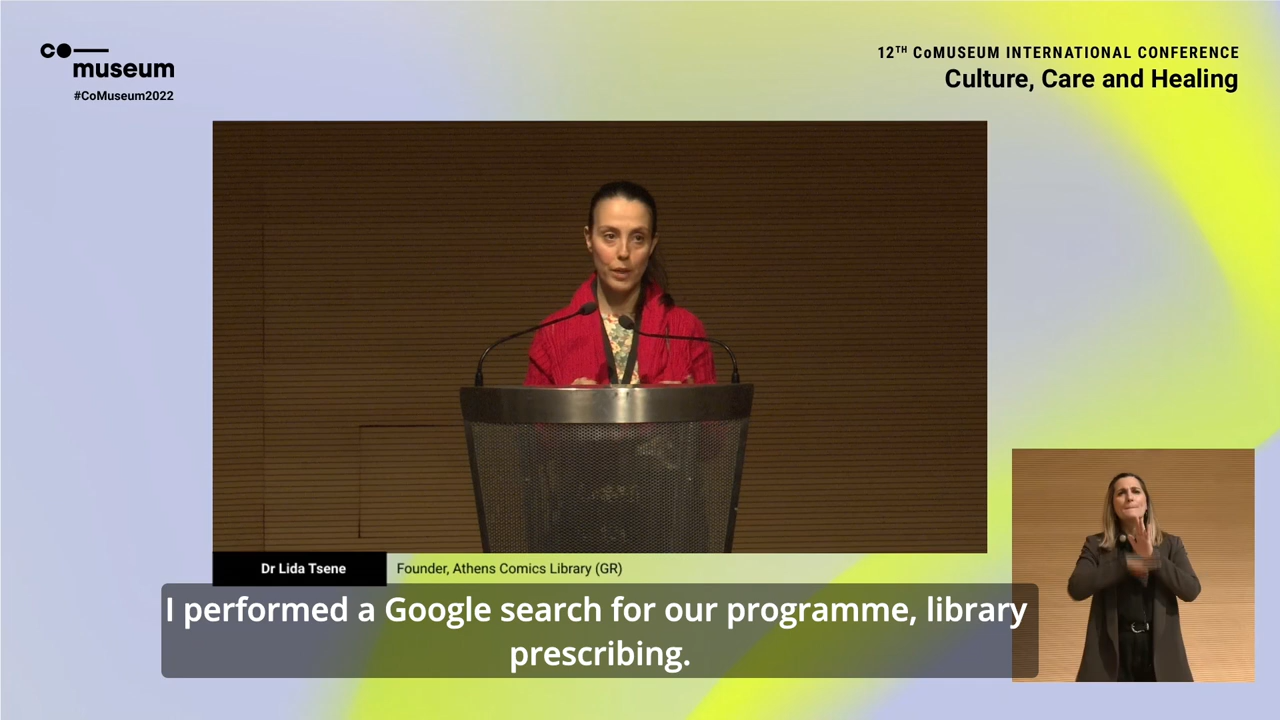 co museum
#CoMuseum2022
12TH CoMUSEUM INTERNATIONAL CONFERENCE
Culture, Care and Healing
Dr Lida Tsene
Founder, Athens Comics Library (GR)
I performed a Google search for our programme, library
prescribing.